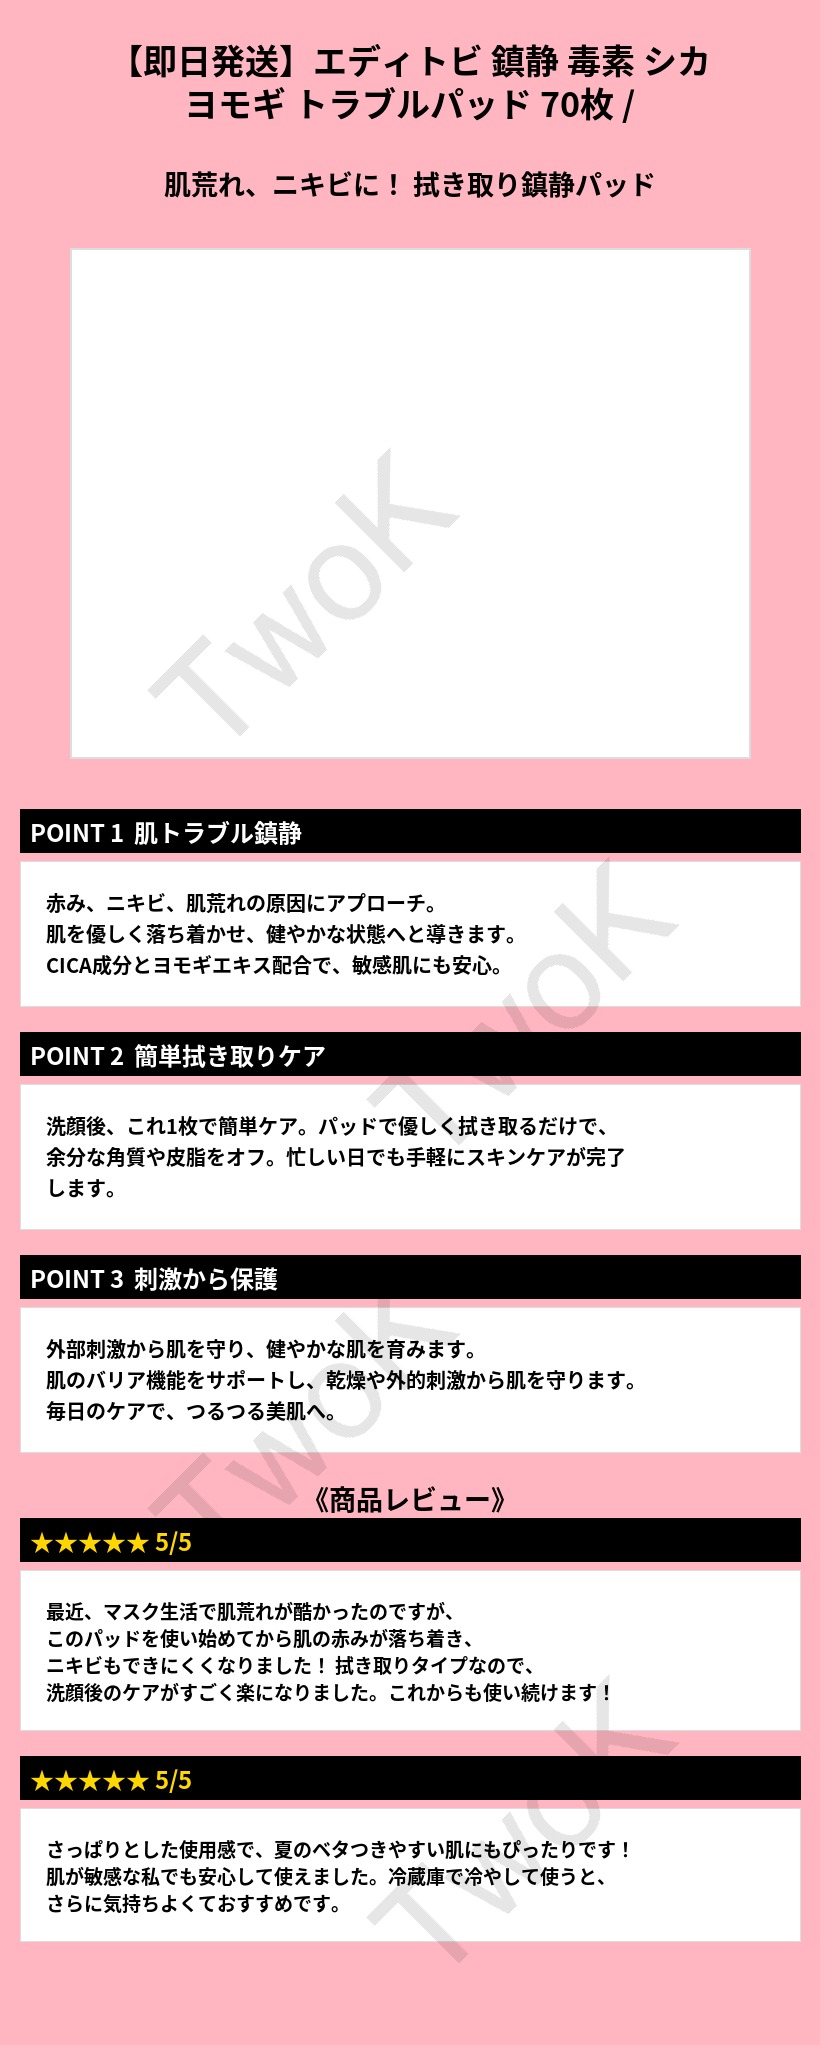 【即日発送】エディトビ 鎮静 毒素 シカ
ヨモギ トラブルパッド 70枚 /
肌荒れ、ニキビに！ 拭き取り鎮静パッド
TwoK
POINT 1 肌トラブル鎮静
赤み、ニキビ、肌荒れの原因にアプローチ。
肌を優しく落ち着かせ、健やかな状態へと導きます。
CICA成分とヨモギエキス配合で、敏感肌にも安心。
TwoK
POINT 2 簡単拭き取りケア
洗顔後、これ1枚で簡単ケア。パッドで優しく拭き取るだけで、
余分な角質や皮脂をオフ。忙しい日でも手軽にスキンケアが完了
します。
POINT 3 刺激から保護
外部刺激から肌を守り、健やかな肌を育みます。
肌のバリア機能をサポートし、乾燥や外的刺激から肌を守ります。
毎日のケアで、つるつる美肌へ。
TwoK
《商品レビュー》
★★★★★ 5/5
最近、マスク生活で肌荒れが酷かったのですが、
このパッドを使い始めてから肌の赤みが落ち着き、
ニキビもできにくくなりました！ 拭き取りタイプなので、
洗顔後のケアがすごく楽になりました。これからも使い続けます！
★★★★★ 5/5
さっぱりとした使用感で、夏のベタつきやすい肌にもぴったりです！
肌が敏感な私でも安心して使えました。冷蔵庫で冷やして使うと、
さらに気持ちよくておすすめです。
TwoK